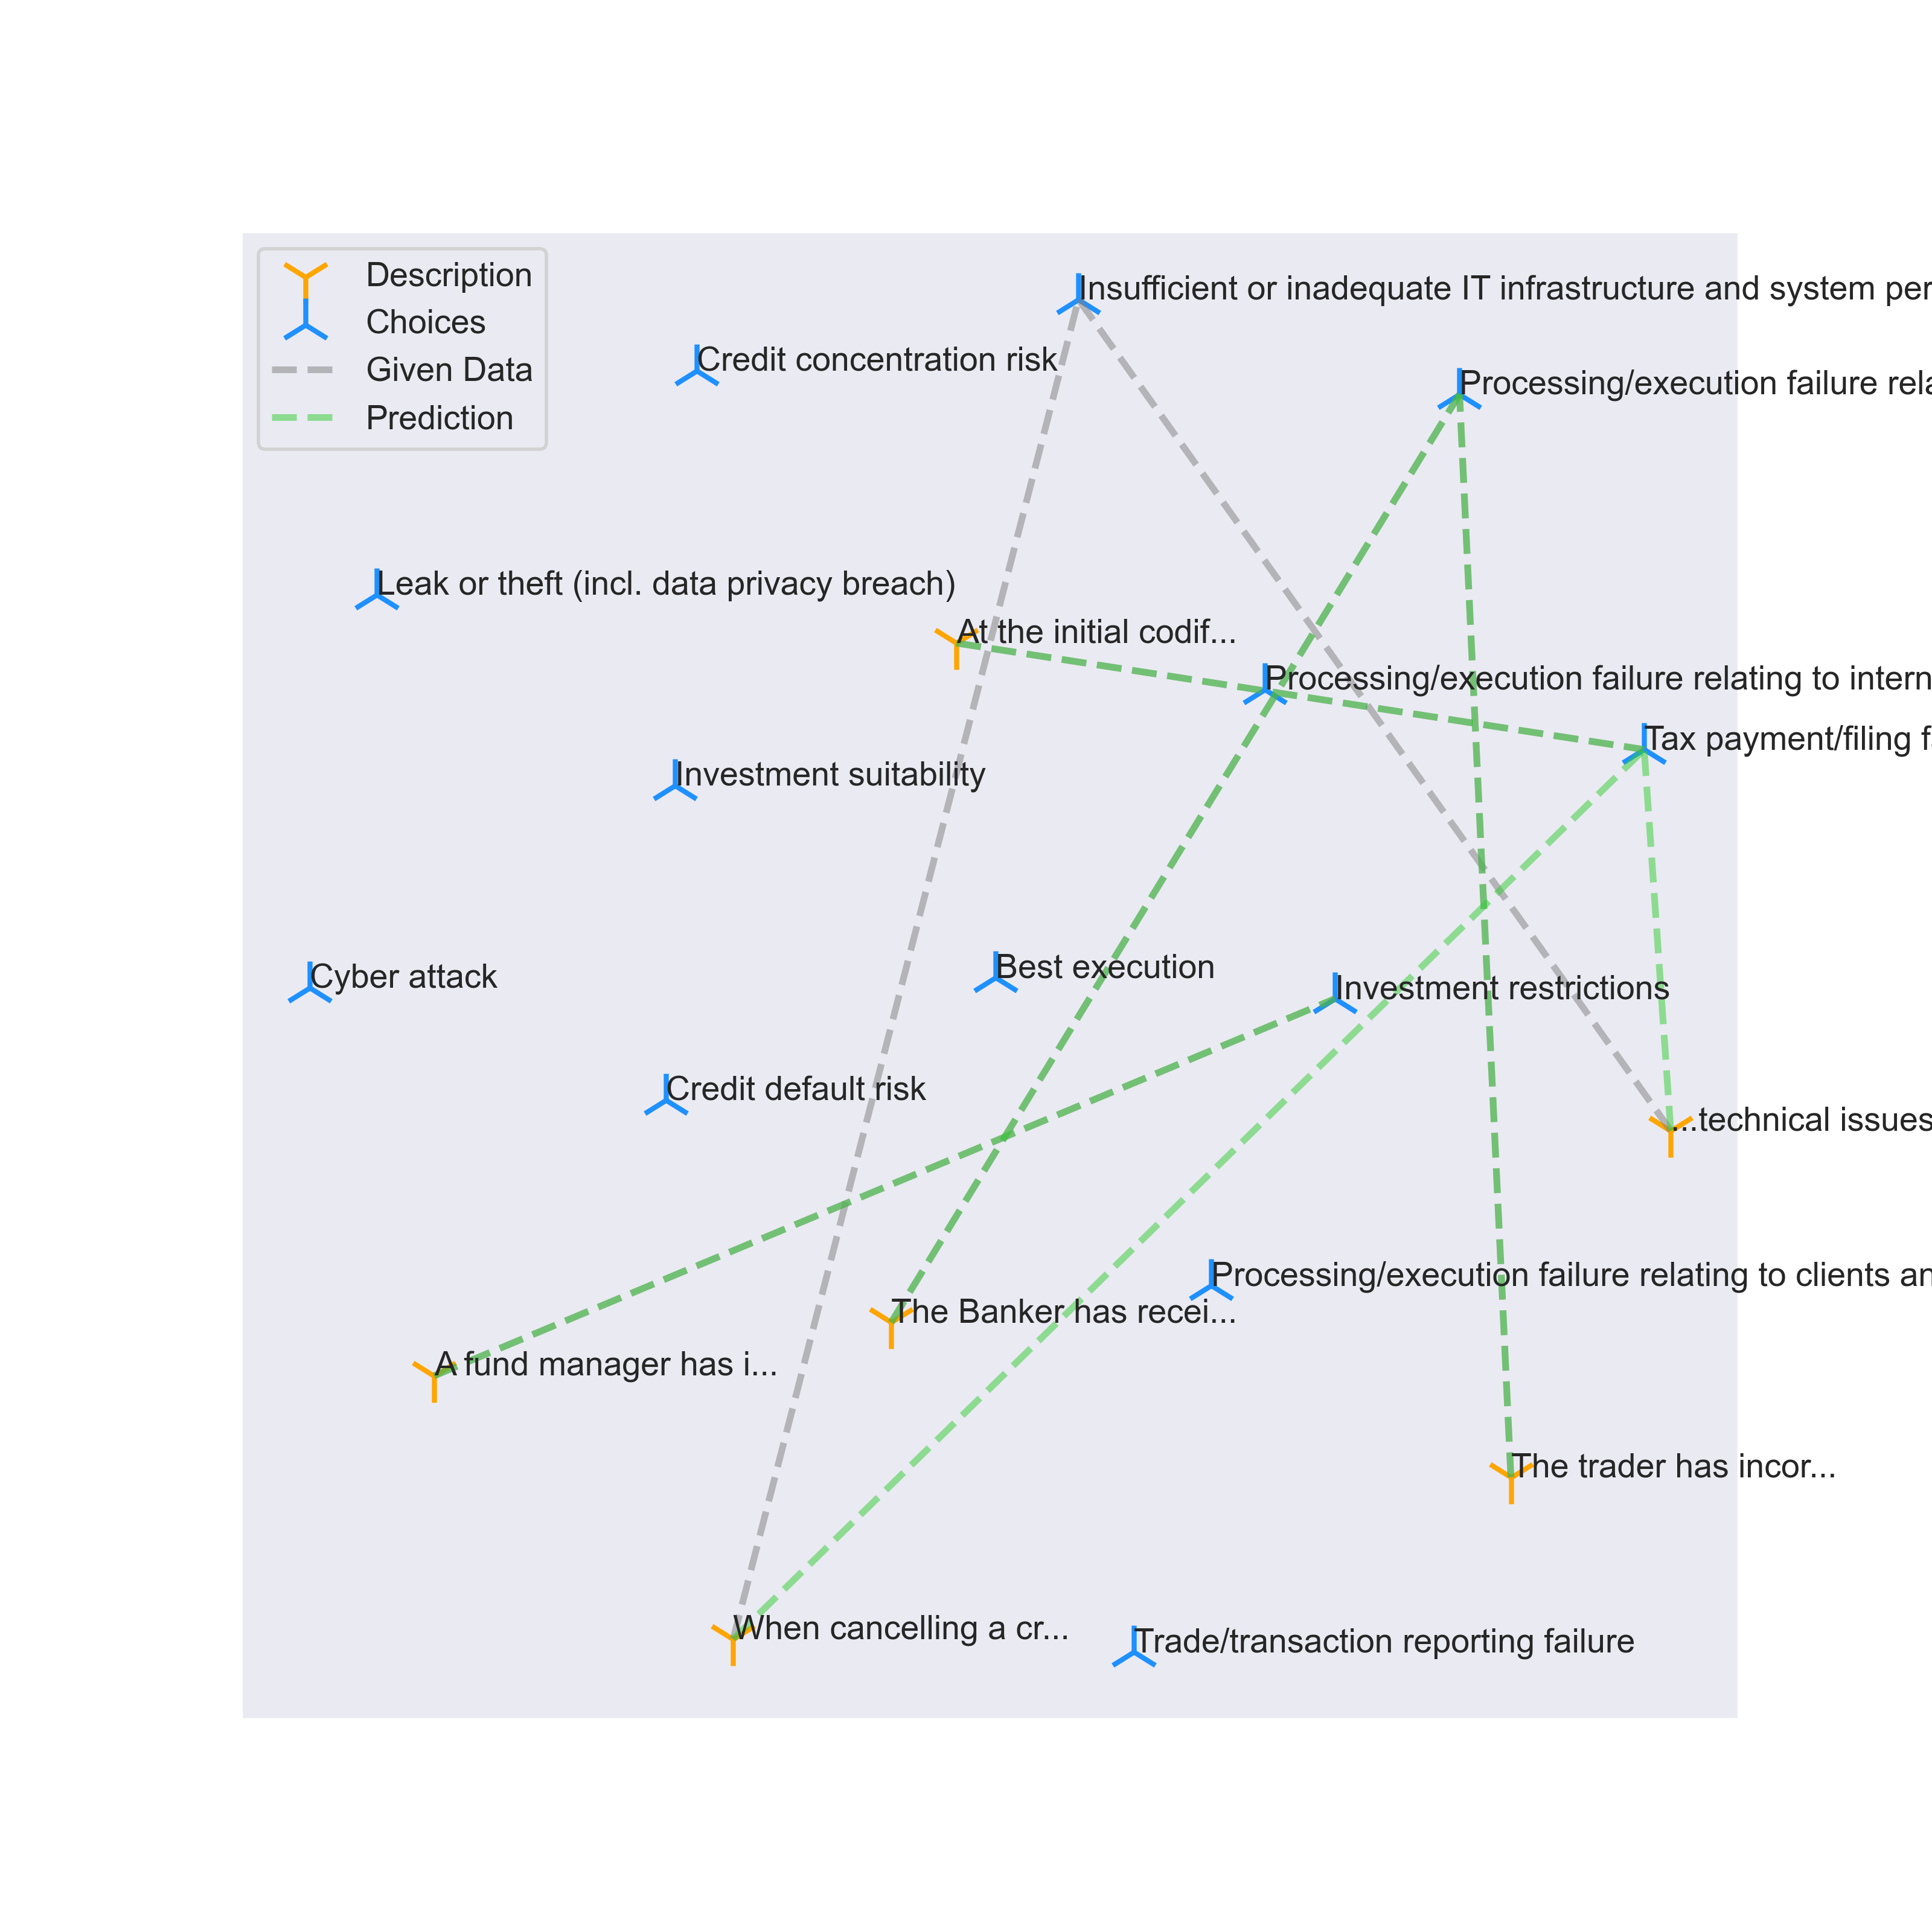 Description
Choices
Given Data
Prediction
Insufficient or inadequate IT infrastructure and system per
Credit concentration risk
Processing/execution failure rela
Leak or theft (incl. data privacy breach)
At the initial codif...
Processing/execution failure relating to intern
Tax payment/filing f
Investment suitability
Best execution
Cyber attack
Investment restrictions
Credit default risk
...technical issues
Processing/execution failure relating to clients an
The Banker has recei...
A fund manager has i...
The trader has incor...
When cancelling a cr...
Trade/transaction reporting failure